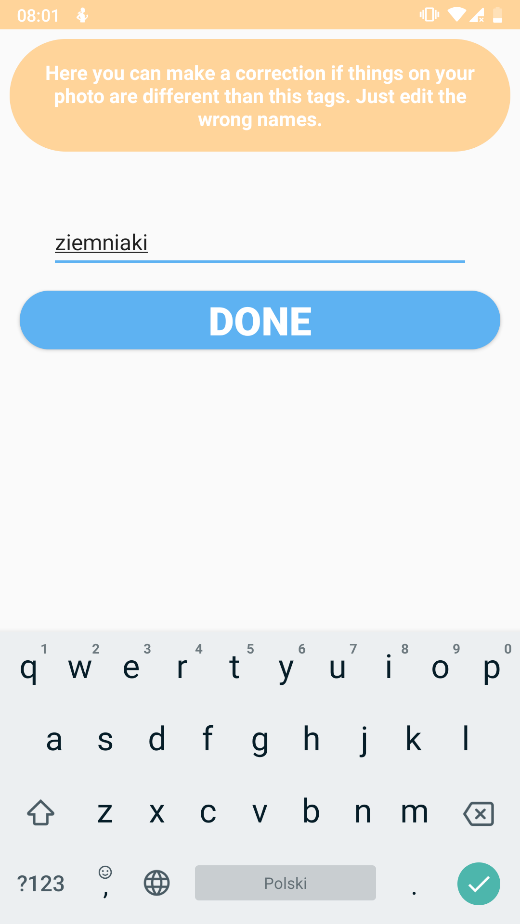 08:01
Here you can make a correction if things on your
photo are different than this tags. Just edit the
wrong names.
ziemniaki
DONE
1 2 3 4 5 6 7 8 9 0
q w e r t y u i o p
a s d f g h j k l
z x c v b n m
?123 , Polski .